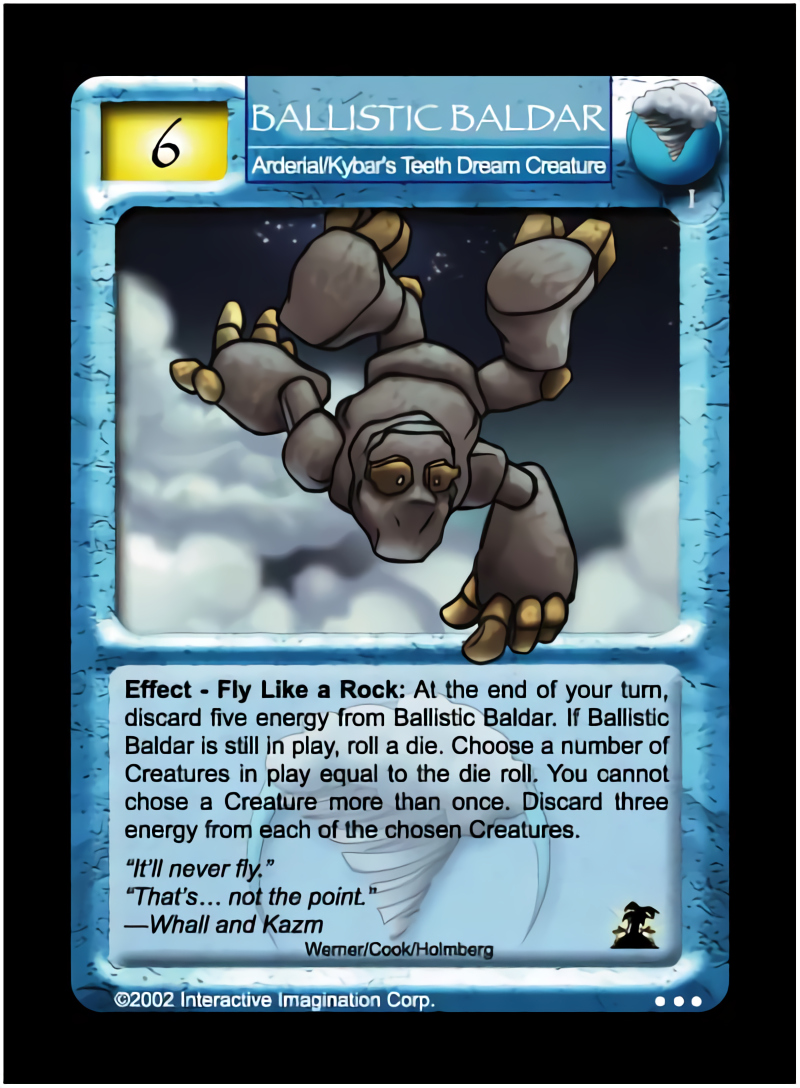 6
BALLISTIC BALDAR
Arderial/Kybar's Teeth Dream Creature
I
Effect - Fly Like a Rock: At the end of your turn,
discard five energy from Ballistic Baldar. If Ballistic
Baldar is still in play, roll a die. Choose a number of
Creatures in play equal to the die roll. You cannot
chose a Creature more than once. Discard three
energy from each of the chosen Creatures.
“It’ll never fly.”
“That’s... not the point.”
—Whall and Kazm
Werner/Cook/Holmberg
©2002 Interactive Imagination Corp.